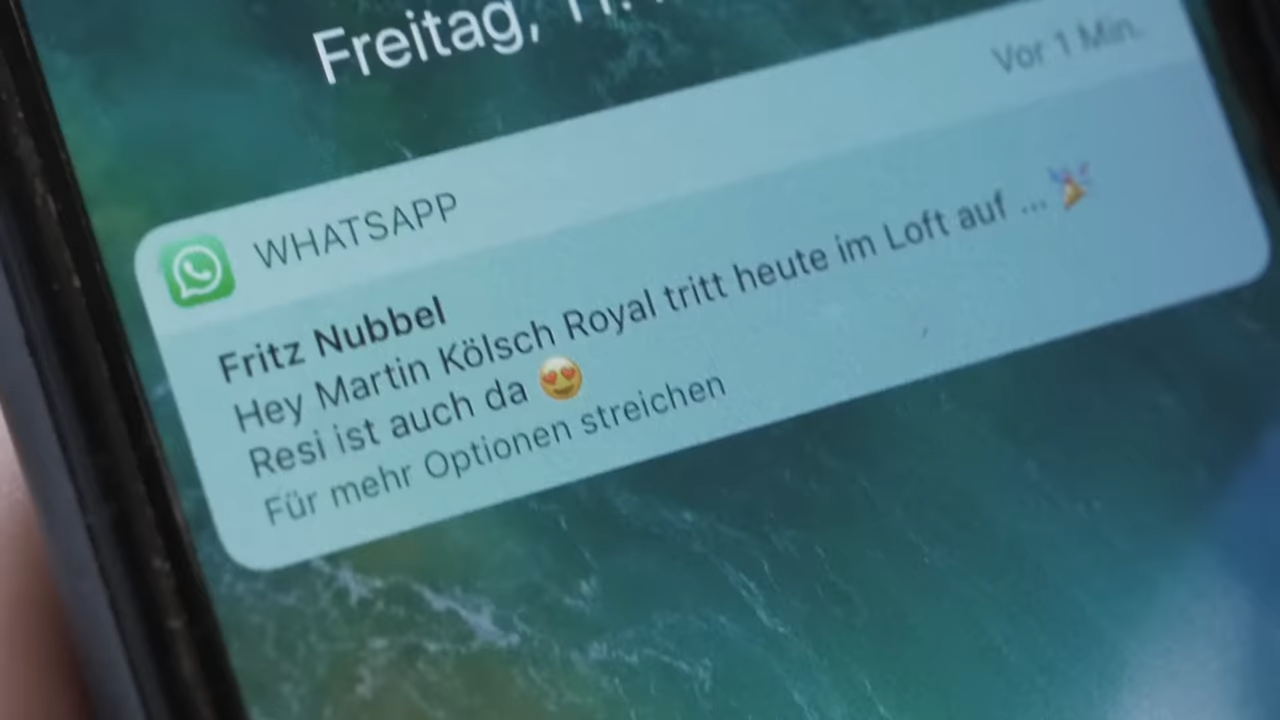 Freitag, 11.
Vor 1 Min.
WHATSAPP
Fritz Nubbel
Hey Martin Kölsch Royal tritt heute im Loft auf ... 🎉
Resi ist auch da 😍
Für mehr Optionen streichen